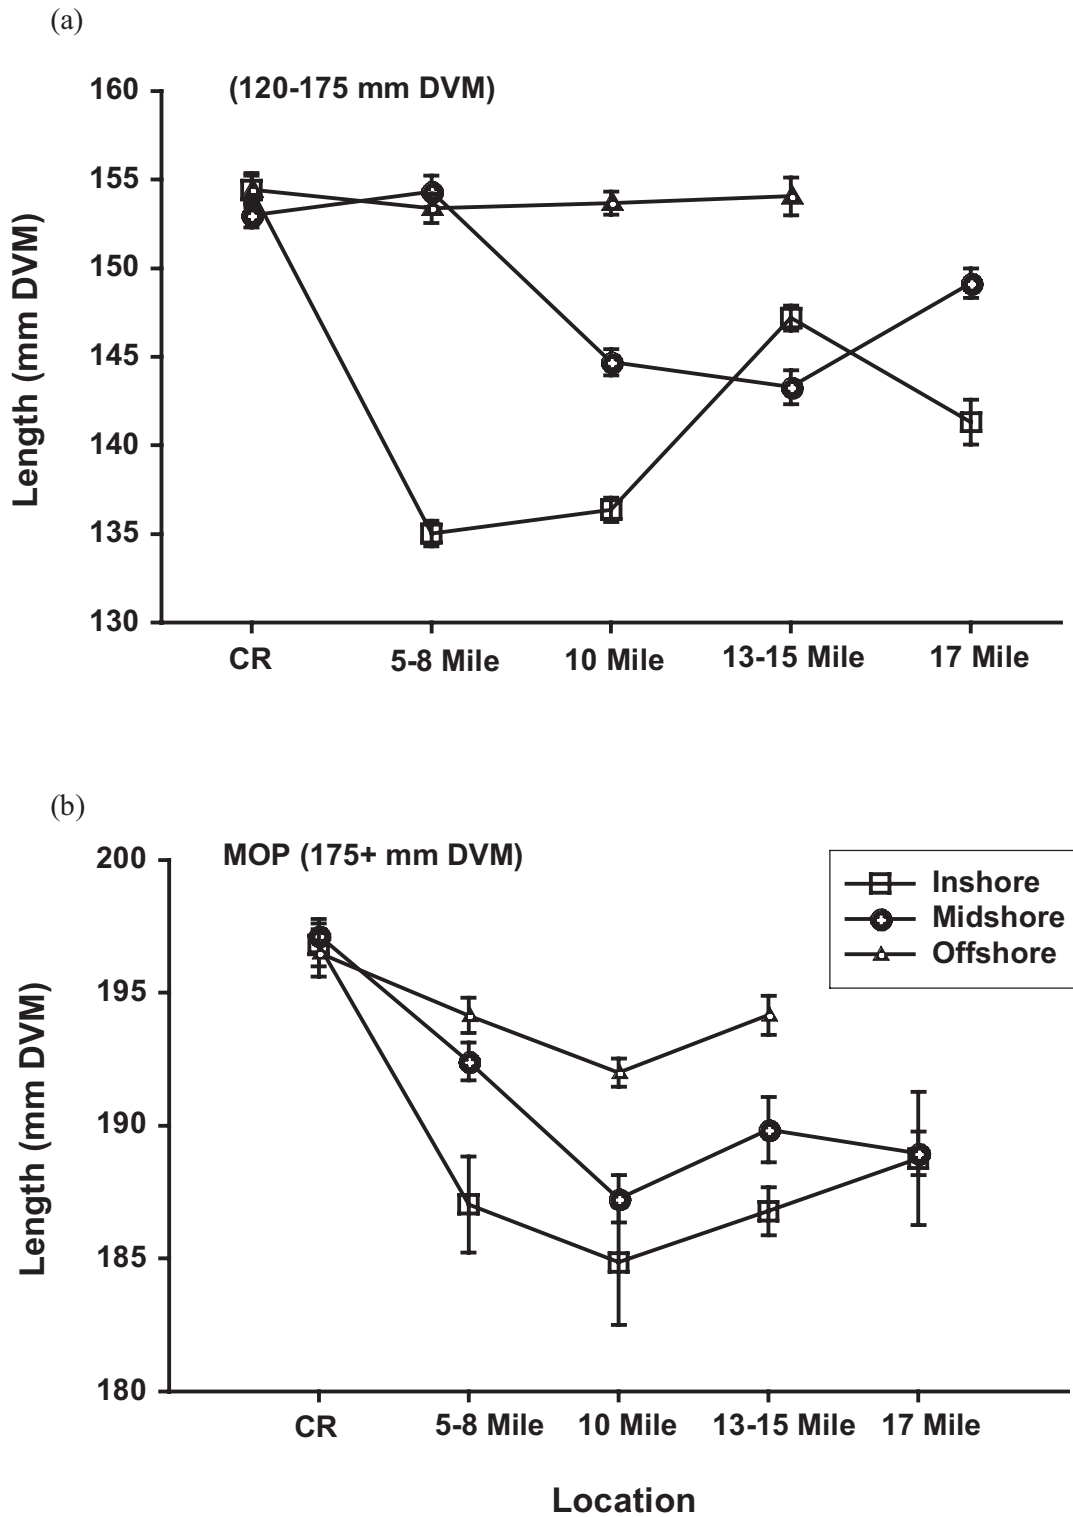 (a)
(120-175 mm DVM)
160
155
150
145
140
135
130
Length (mm DVM)
CR 5-8 Mile 10 Mile 13-15 Mile 17 Mile
(b)
MOP (175+ mm DVM)
200
195
190
185
180
Length (mm DVM)
Inshore
Midshore
Offshore
CR 5-8 Mile 10 Mile 13-15 Mile 17 Mile
Location